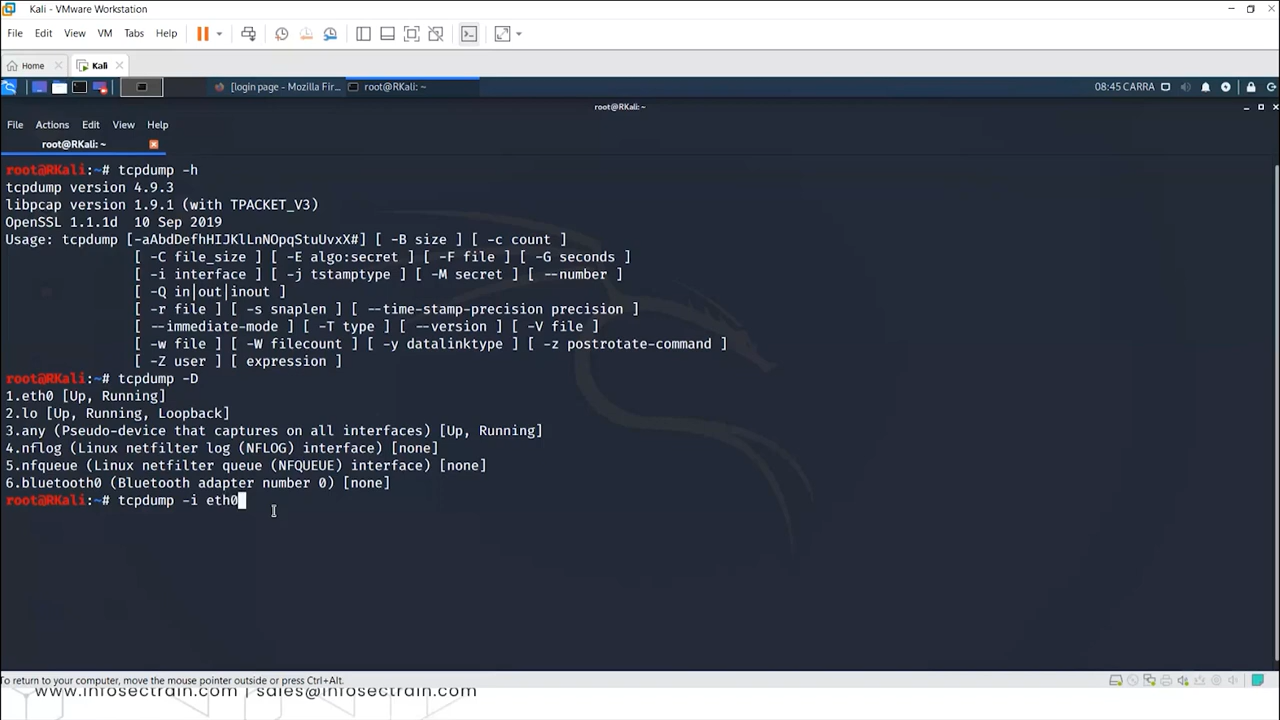 Kali - VMware Workstation
File Edit View VM Tabs Help
Home Kali
[login page - Mozilla Fir... root@RKali: ~ 08:45 CARRA
root@RKali: ~
File Actions Edit View Help
root@RKali: ~
root@RKali:~# tcpdump -h
tcpdump version 4.9.3
libpcap version 1.9.1 (with TPACKET_V3)
OpenSSL 1.1.1d  10 Sep 2019
Usage: tcpdump [-aAbdDefhHIJKlLnNOpqStuUvxX#] [ -B size ] [ -c count ]
[ -C file_size ] [ -E algo:secret ] [ -F file ] [ -G seconds ]
[ -i interface ] [ -j tstamptype ] [ -M secret ] [ --number ]
[ -Q in|out|inout ]
[ -r file ] [ -s snaplen ] [ --time-stamp-precision precision ]
[ --immediate-mode ] [ -T type ] [ --version ] [ -V file ]
[ -w file ] [ -W filecount ] [ -y datalinktype ] [ -z postrotate-command ]
[ -Z user ] [ expression ]
root@RKali:~# tcpdump -D
1.eth0 [Up, Running]
2.lo [Up, Running, Loopback]
3.any (Pseudo-device that captures on all interfaces) [Up, Running]
4.nflog (Linux netfilter log (NFLOG) interface) [none]
5.nfqueue (Linux netfilter queue (NFQUEUE) interface) [none]
6.bluetooth0 (Bluetooth adapter number 0) [none]
root@RKali:~# tcpdump -i eth0
To return to your computer, move the mouse pointer outside or press Ctrl+Alt.
www.infosectrain.com | sales@infosectrain.com